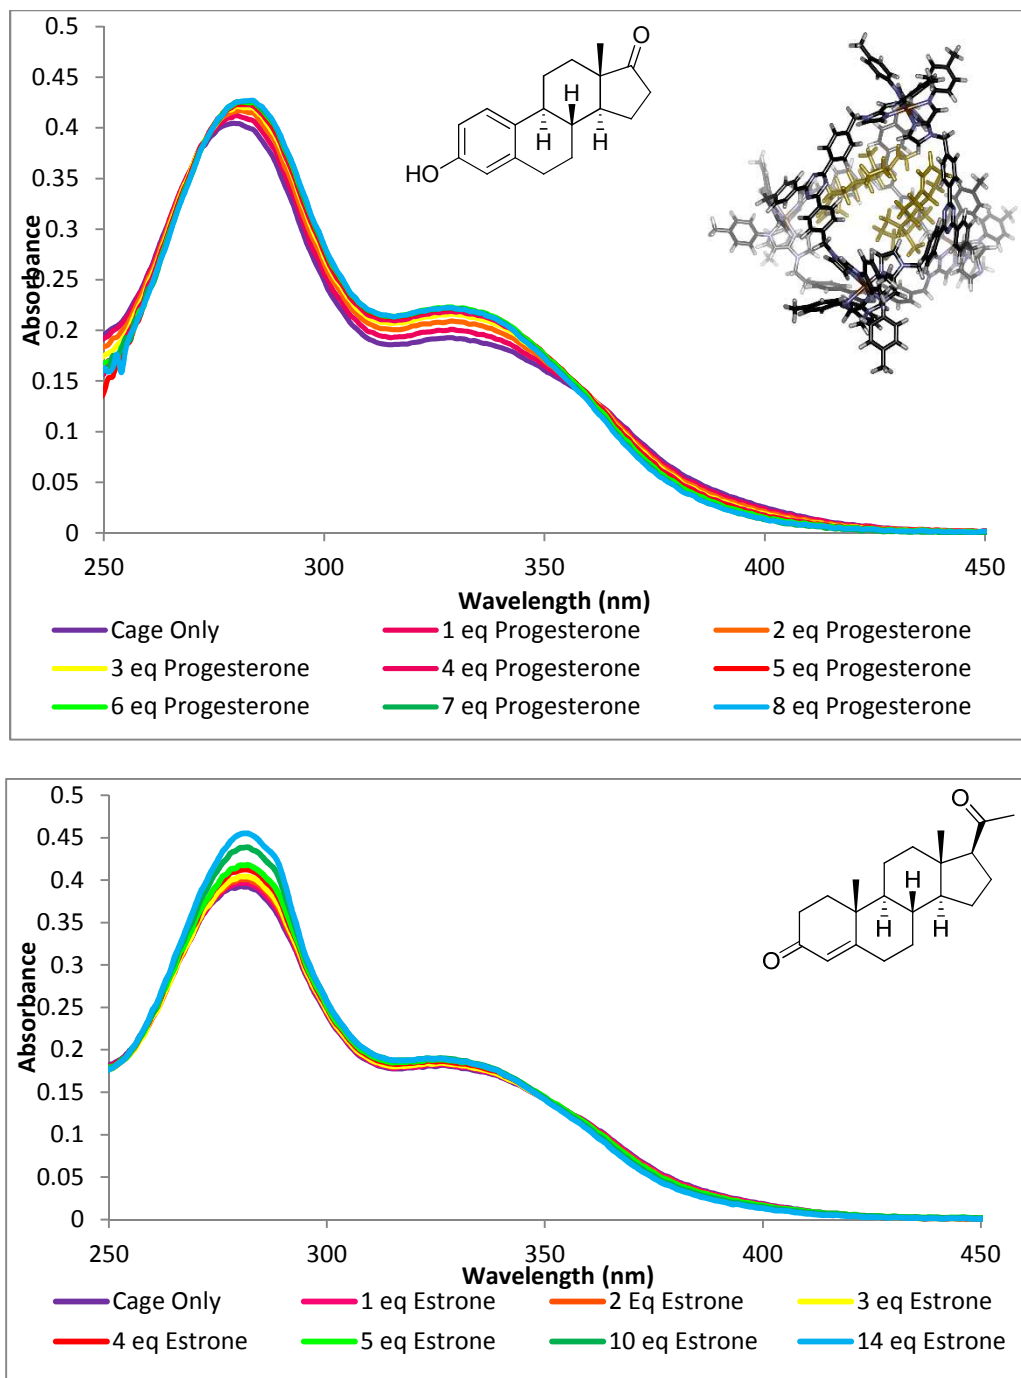 0.5
0.45
0.4
0.35
0.3
0.25
0.2
0.15
0.1
0.05
0
Absorbance
250
300
350
400
450
Wavelength (nm)
O
H
H
H
HO
Cage Only
1 eq Progesterone
2 eq Progesterone
3 eq Progesterone
4 eq Progesterone
5 eq Progesterone
6 eq Progesterone
7 eq Progesterone
8 eq Progesterone
0.5
0.45
0.4
0.35
0.3
0.25
0.2
0.15
0.1
0.05
0
Absorbance
250
300
350
400
450
Wavelength (nm)
O
H
H
H
O
Cage Only
1 eq Estrone
2 Eq Estrone
3 eq Estrone
4 eq Estrone
5 eq Estrone
10 eq Estrone
14 eq Estrone